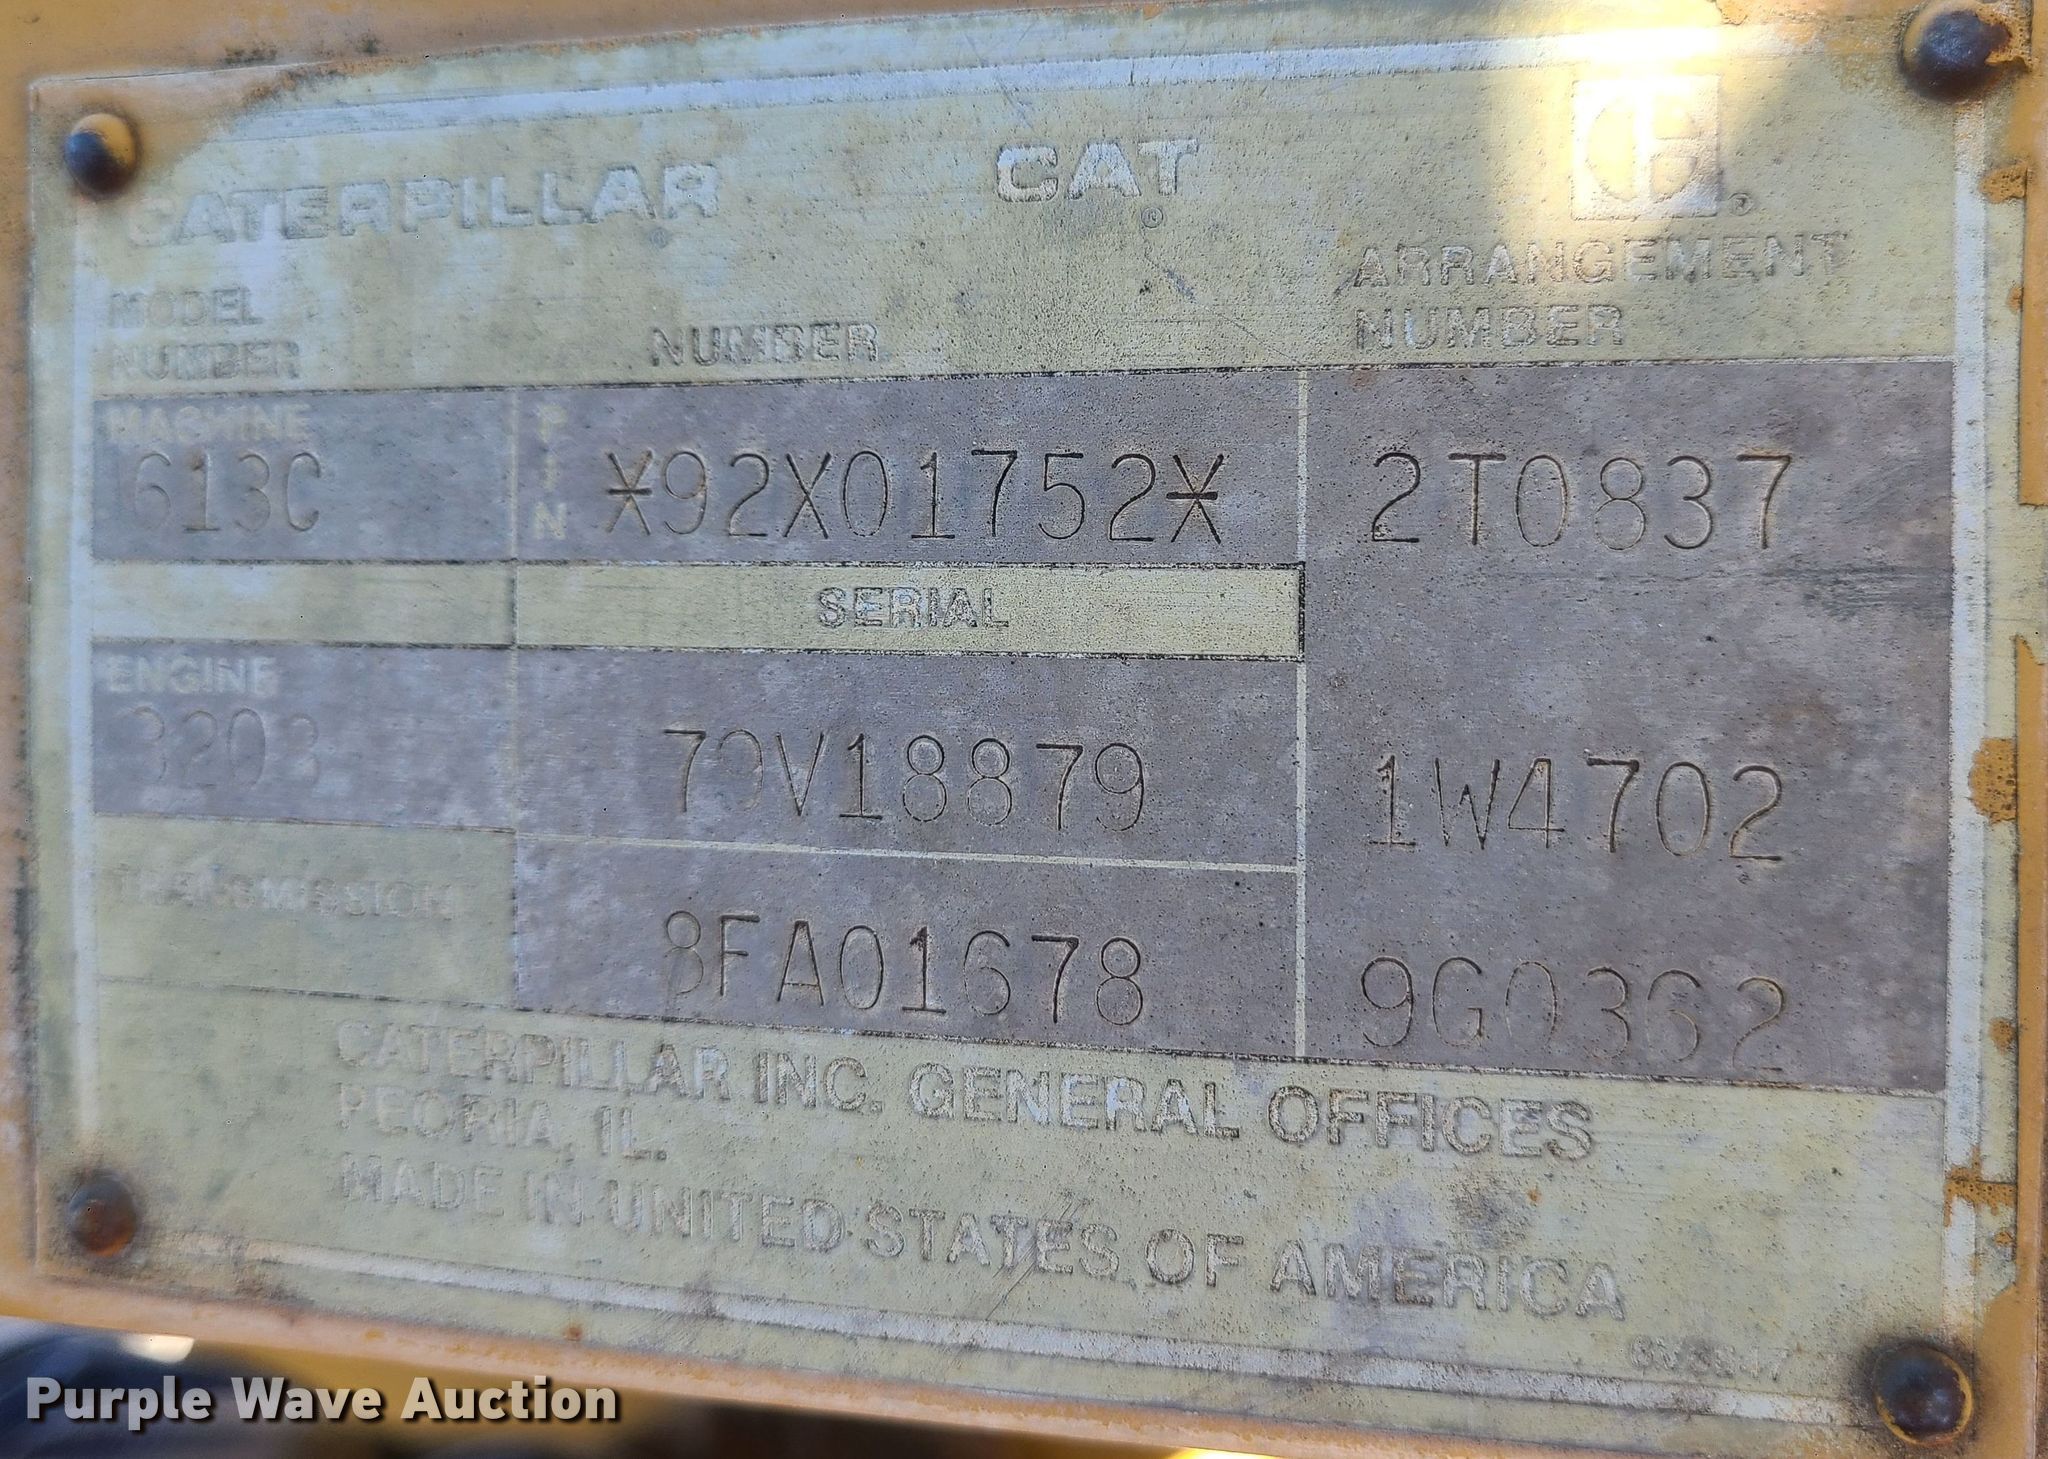 CATERPILLAR® CAT® ®
MODEL NUMBER
NUMBER
ARRANGEMENT NUMBER
MACHINE
613C
PIN
*92X01752*
2T0837
SERIAL
ENGINE
3208
79V18879
1W4702
TRANSMISSION
8FA01678
9G0362
CATERPILLAR INC. GENERAL OFFICES
PEORIA, IL.
MADE IN UNITED STATES OF AMERICA
Purple Wave Auction